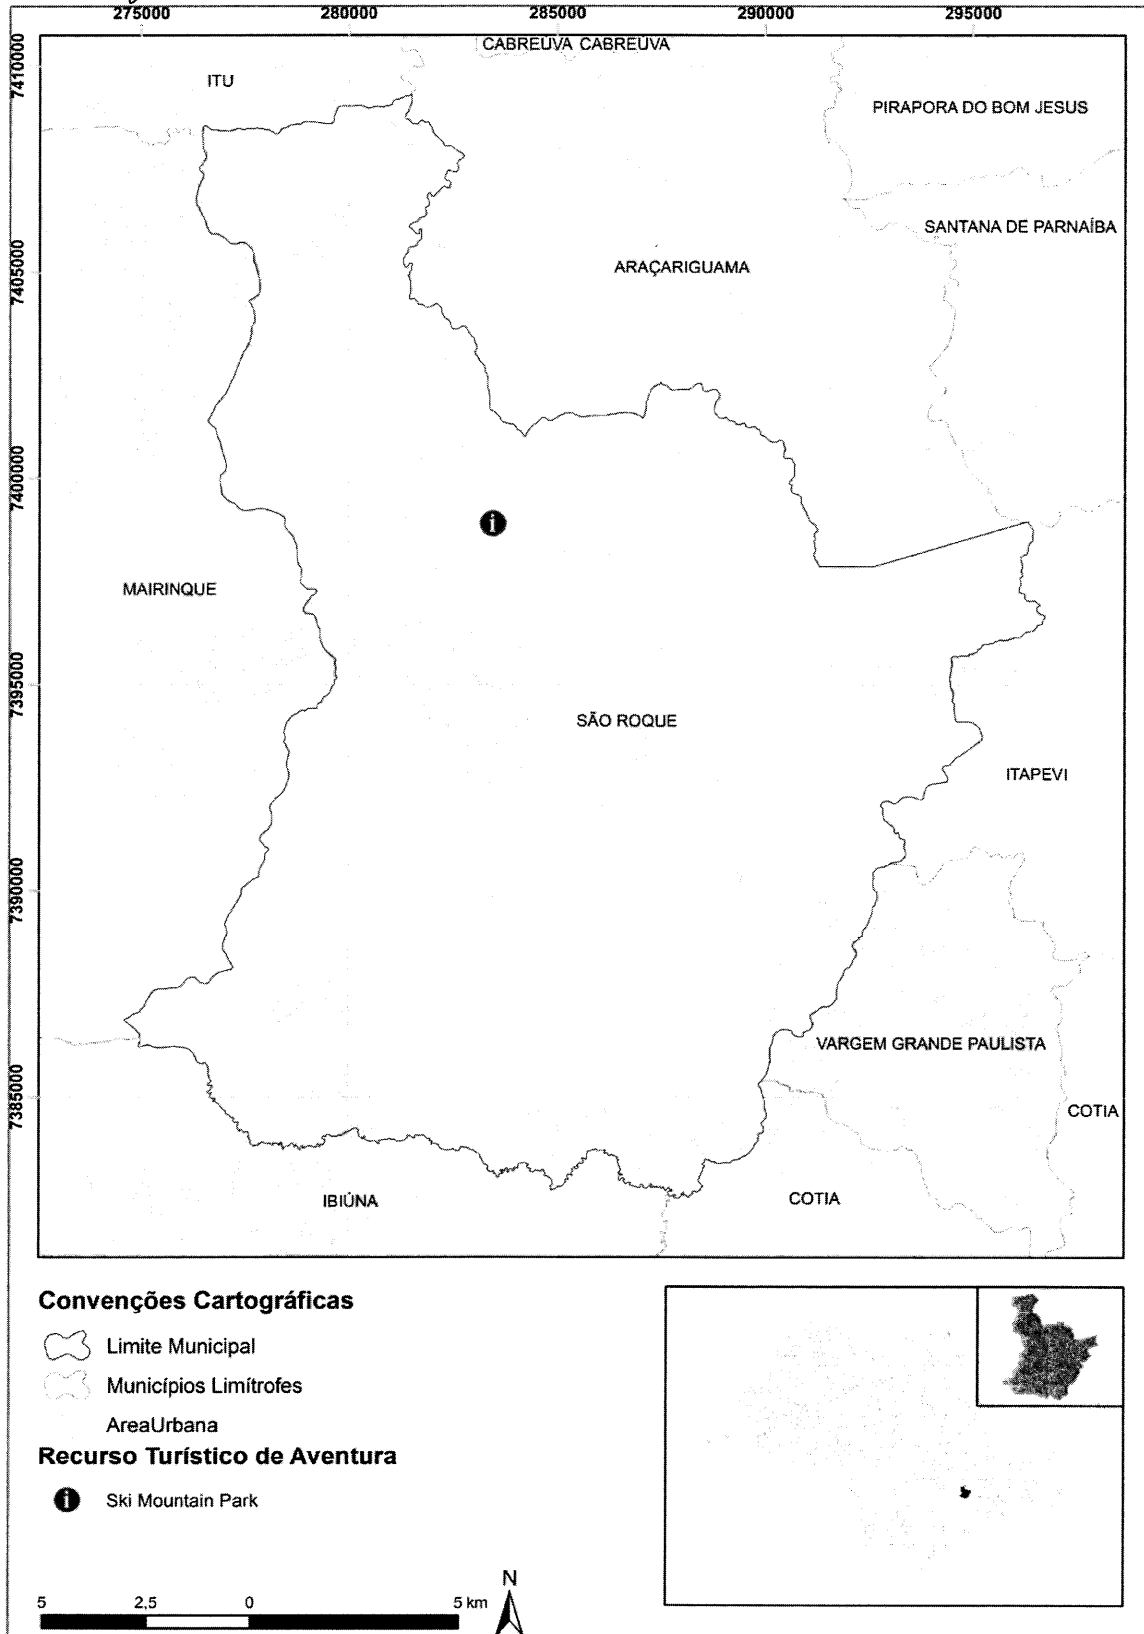 275000 280000 285000 290000 295000
7410000
7405000
7400000
7395000
7390000
7385000
CABREÚVA CABREÚVA
ITU
PIRAPORA DO BOM JESUS
SANTANA DE PARNAÍBA
ARAÇARIGUAMA
MAIRINQUE
SÃO ROQUE
ITAPEVI
VARGEM GRANDE PAULISTA
COTIA
IBIÚNA
COTIA
Convenções Cartográficas
Limite Municipal
Municípios Limítrofes
AreaUrbana
Recurso Turístico de Aventura
i Ski Mountain Park
N
5 2,5 0 5 km